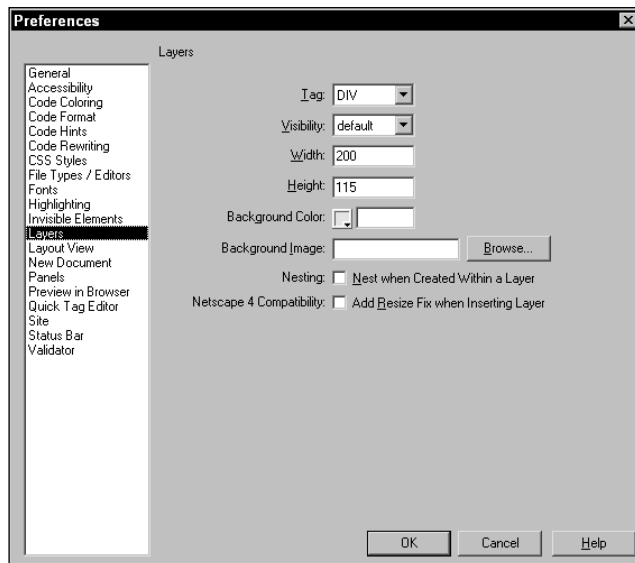 Preferences
Layers
General
Accessibility
Code Coloring
Code Format
Code Hints
Code Rewriting
CSS Styles
File Types / Editors
Fonts
Highlighting
Invisible Elements
Layers
Layout View
New Document
Panels
Preview in Browser
Quick Tag Editor
Site
Status Bar
Validator
Tag: DIV
Visibility: default
Width: 200
Height: 115
Background Color:
Background Image: Browse...
Nesting: Nest when Created Within a Layer
Netscape 4 Compatibility: Add Resize Fix when Inserting Layer
OK Cancel Help